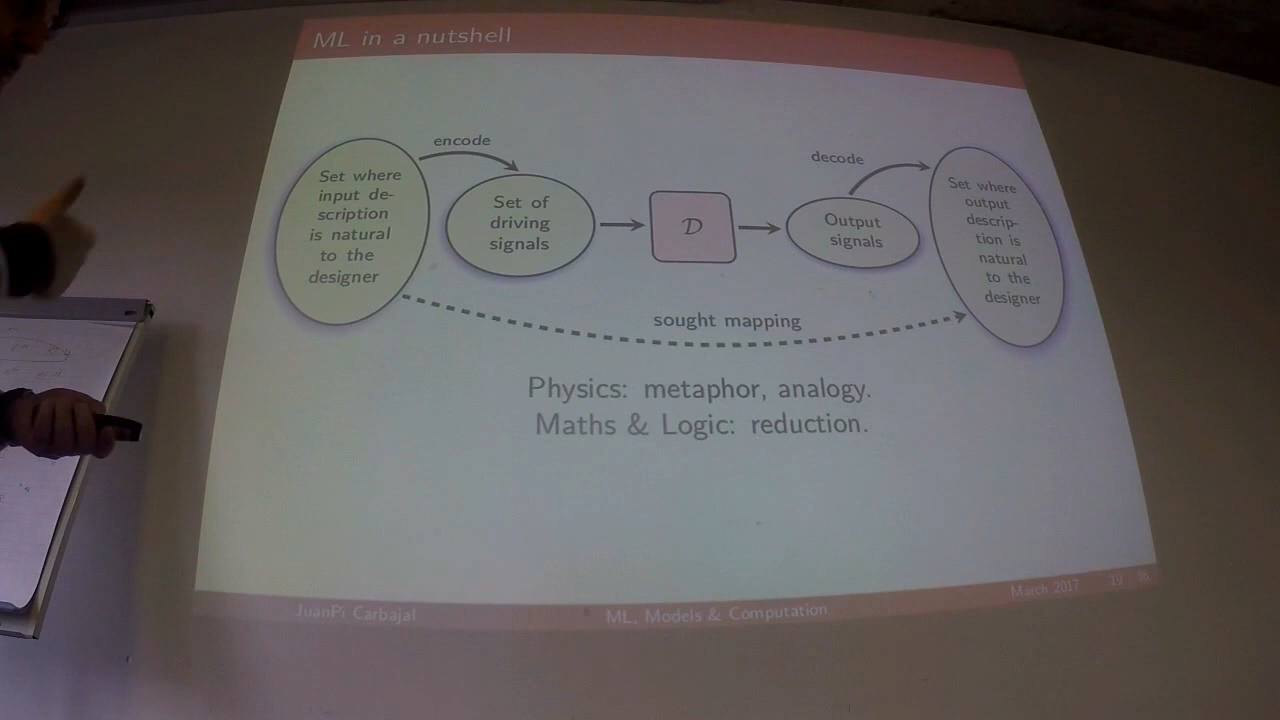 ML in a nutshell
encode
decode
Set where
input de-
scription
is natural
to the
designer
Set of
driving
signals
𝒟
Output
signals
Set where
output
descrip-
tion is
natural
to the
designer
sought mapping
Physics: metaphor, analogy.
Maths & Logic: reduction.
JuanPi Carbajal
ML, Models & Computation
March 2017
19 /